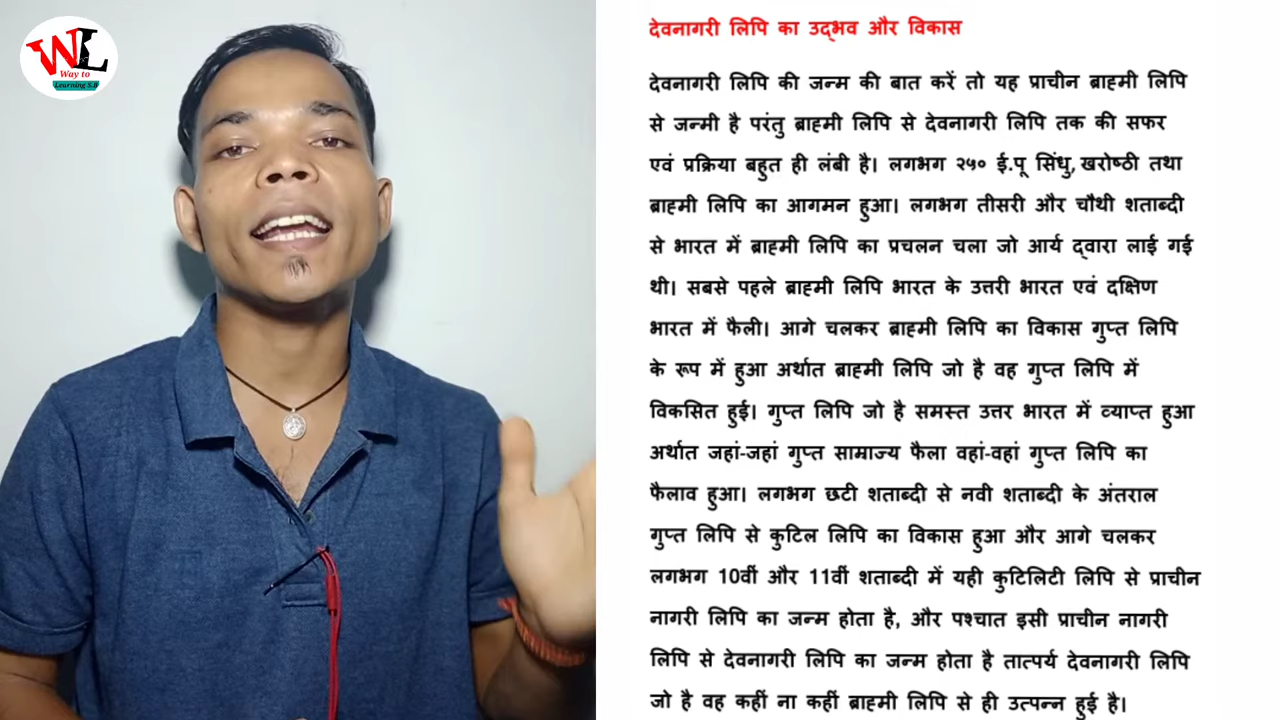 WL
Way to
Learning S.B
देवनागरी लिपि का उद्भव और विकास
देवनागरी लिपि की जन्म की बात करें तो यह प्राचीन ब्राह्मी लिपि
से जन्मी है परंतु ब्राह्मी लिपि से देवनागरी लिपि तक की सफर
एवं प्रक्रिया बहुत ही लंबी है। लगभग २५० ई.पू सिंधु, खरोष्ठी तथा
ब्राह्मी लिपि का आगमन हुआ। लगभग तीसरी और चौथी शताब्दी
से भारत में ब्राह्मी लिपि का प्रचलन चला जो आर्य द्वारा लाई गई
थी। सबसे पहले ब्राह्मी लिपि भारत के उत्तरी भारत एवं दक्षिण
भारत में फैली। आगे चलकर ब्राह्मी लिपि का विकास गुप्त लिपि
के रूप में हुआ अर्थात ब्राह्मी लिपि जो है वह गुप्त लिपि में
विकसित हुई। गुप्त लिपि जो है समस्त उत्तर भारत में व्याप्त हुआ
अर्थात जहां-जहां गुप्त साम्राज्य फैला वहां-वहां गुप्त लिपि का
फैलाव हुआ। लगभग छटी शताब्दी से नवी शताब्दी के अंतराल
गुप्त लिपि से कुटिल लिपि का विकास हुआ और आगे चलकर
लगभग 10वीं और 11वीं शताब्दी में यही कुटिलिटी लिपि से प्राचीन
नागरी लिपि का जन्म होता है, और पश्चात इसी प्राचीन नागरी
लिपि से देवनागरी लिपि का जन्म होता है तात्पर्य देवनागरी लिपि
जो है वह कहीं ना कहीं ब्राह्मी लिपि से ही उत्पन्न हुई है।